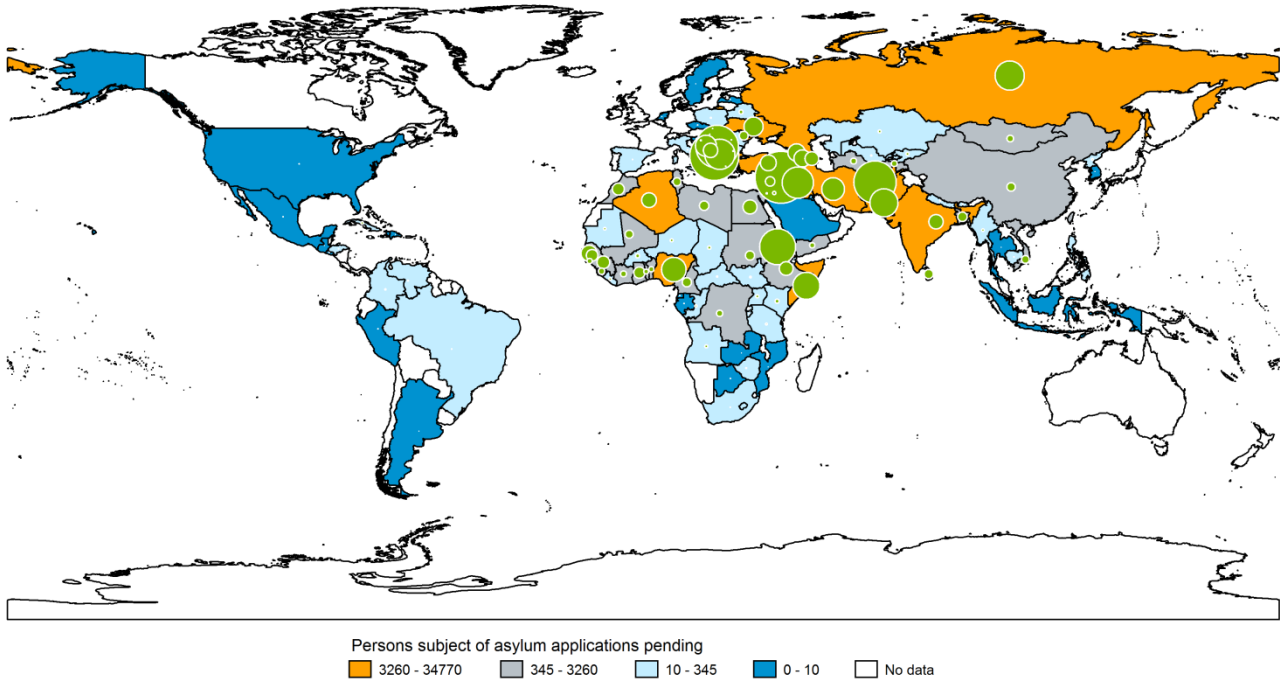 Persons subject of asylum applications pending
3260 - 34770 345 - 3260 10 - 345 0 - 10 No data